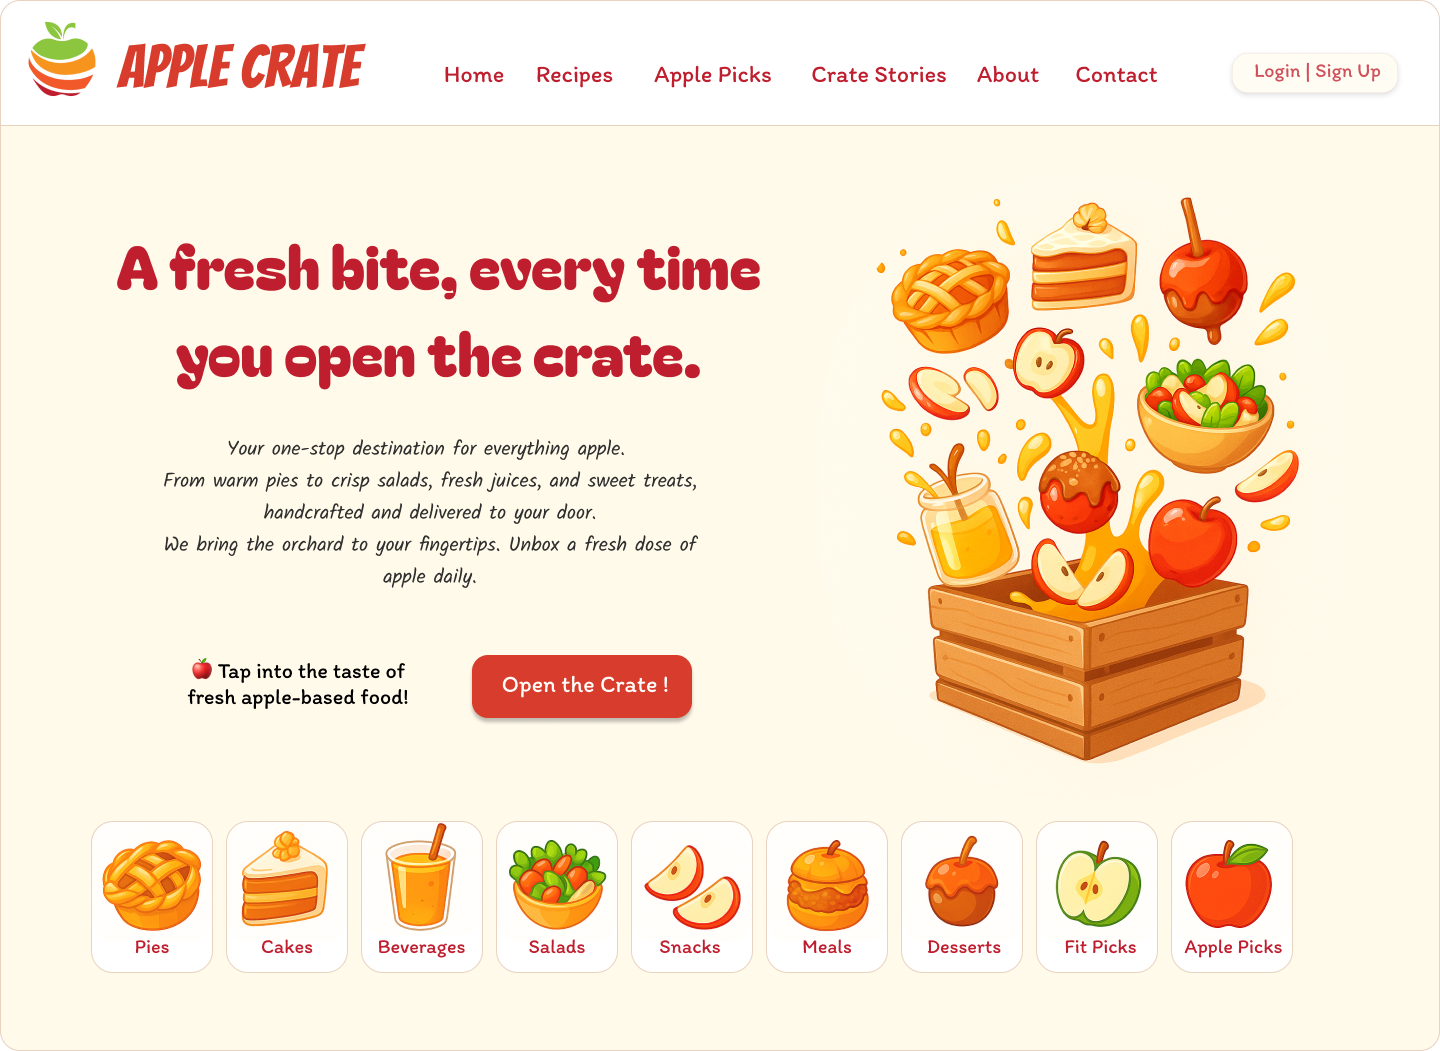 APPLE CRATE
Home Recipes Apple Picks Crate Stories About Contact
Login | Sign Up
A fresh bite, every time
you open the crate.
Your one-stop destination for everything apple.
From warm pies to crisp salads, fresh juices, and sweet treats,
handcrafted and delivered to your door.
We bring the orchard to your fingertips. Unbox a fresh dose of
apple daily.
🍎 Tap into the taste of
fresh apple-based food!
Open the Crate !
Pies Cakes Beverages Salads Snacks Meals Desserts Fit Picks Apple Picks